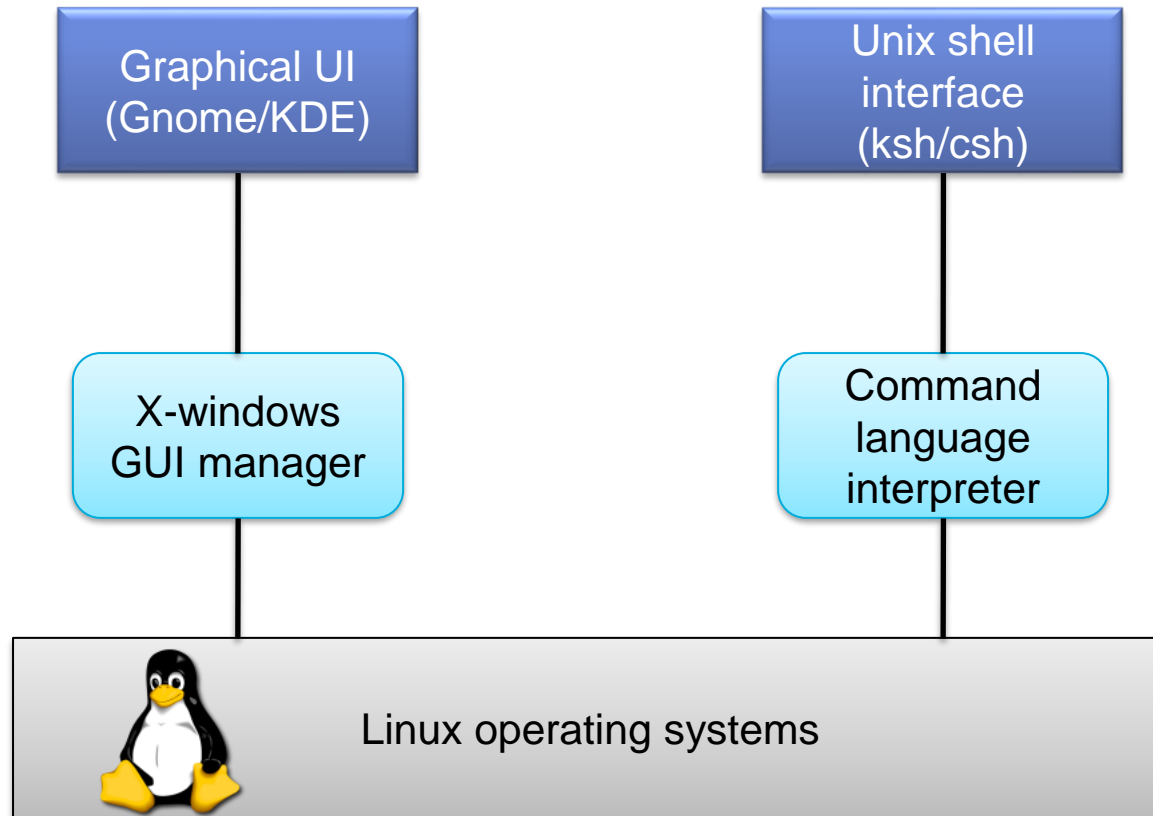 Graphical UI
(Gnome/KDE)
Unix shell
interface
(ksh/csh)
X-windows
GUI manager
Command
language
interpreter
Linux operating systems